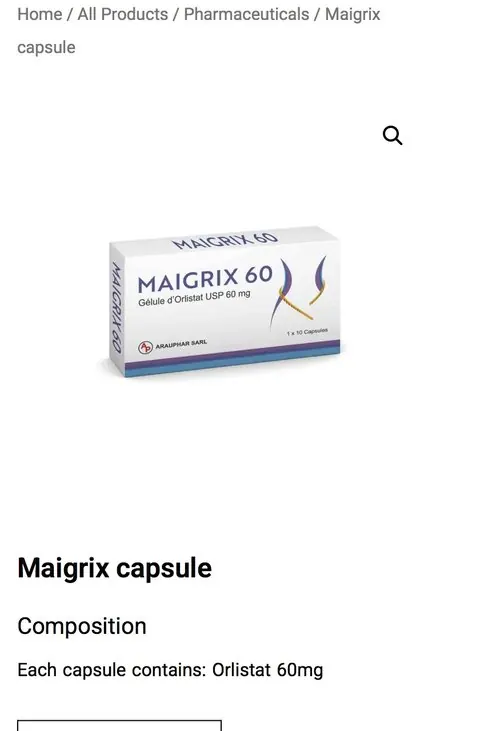 Home / All Products / Pharmaceuticals / Maigrix
capsule
MAIGRIX 60
MAIGRIX 60
Gélule d'Orlistat USP 60 mg
MAIGRIX 60
1 x 10 Capsules
AP ARAUPHAR SARL
Maigrix capsule
Composition
Each capsule contains: Orlistat 60mg